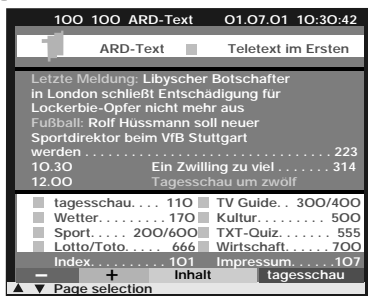 100 100 ARD-Text 01.07.01 10:30:42
ARD-Text Teletext im Ersten
Letzte Meldung: Libyscher Botschafter
in London schließt Entschädigung für
Lockerbie-Opfer nicht mehr aus
Fußball: Rolf Hüssmann soll neuer
Sportdirektor beim VfB Stuttgart
werden . . . . . . . . . . . . . . . . . . . . . . . . . . . . . . 223
10.30 Ein Zwilling zu viel . . . . . . . 314
12.00 Tagesschau um zwölf
tagesschau. . . . 110 TV Guide. . 300/400
Wetter. . . . . . . . . 170 Kultur. . . . . . . . . 500
Sport. . . . . 200/600 TXT-Quiz. . . . . . 555
Lotto/Toto. . . . . 666 Wirtschaft. . . . . . 700
Index. . . . . . . . . . 101 Impressum. . . . . .107
− + Inhalt tagesschau
▲ ▼ Page selection